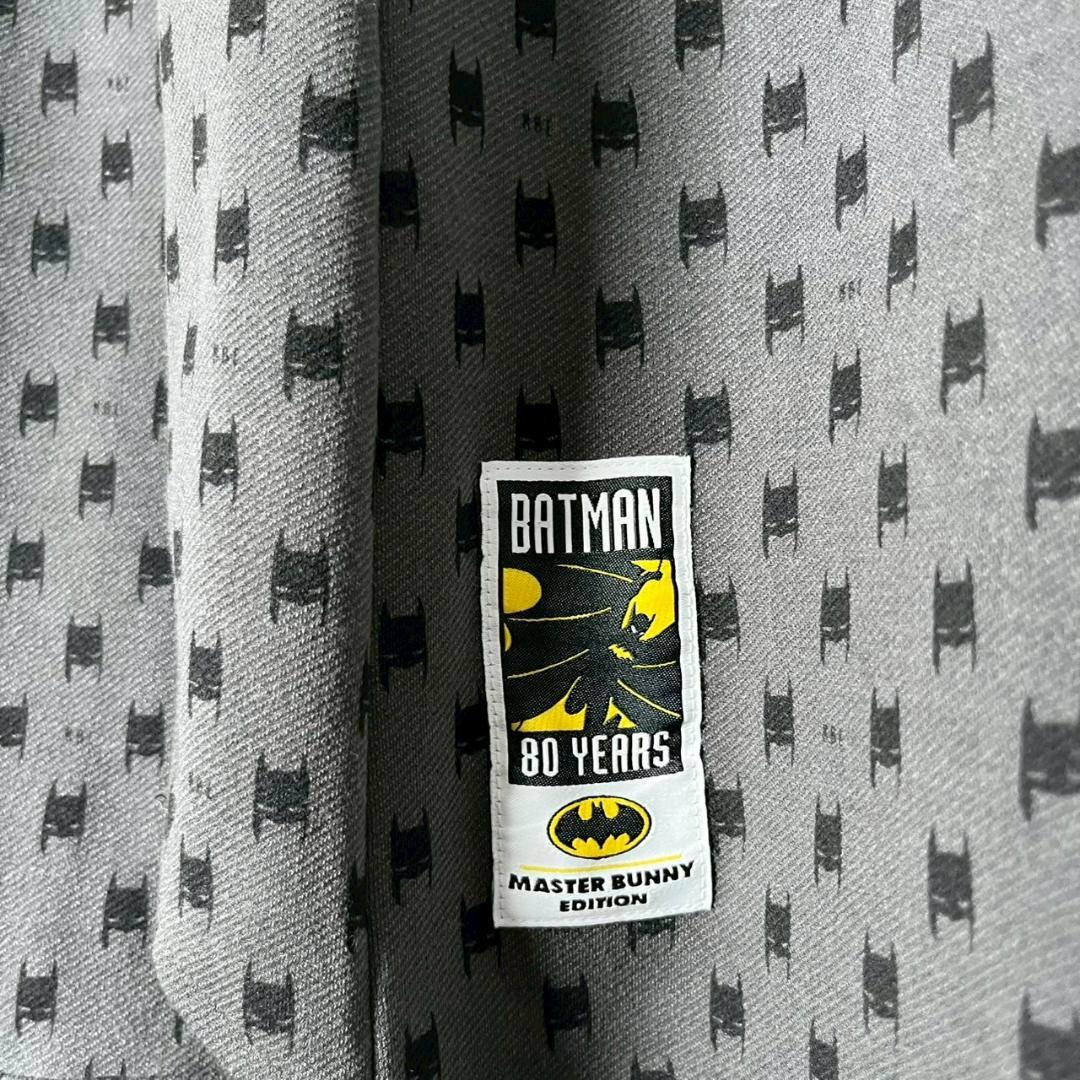 BATMAN
80 YEARS
MASTER BUNNY
EDITION